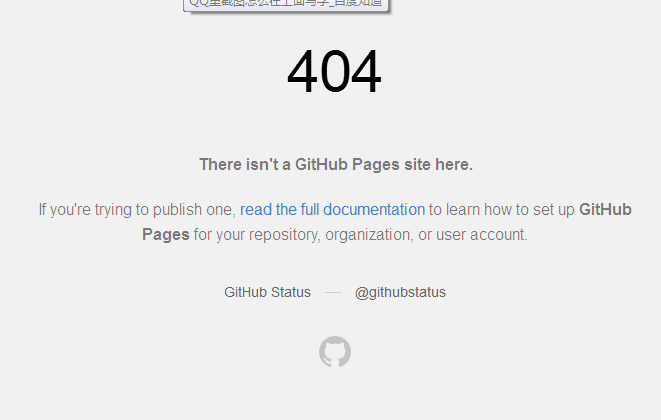 QQ里截图怎么在上面写字_百度知道
404
There isn't a GitHub Pages site here.
If you're trying to publish one, read the full documentation to learn how to set up GitHub
Pages for your repository, organization, or user account.
GitHub Status — @githubstatus